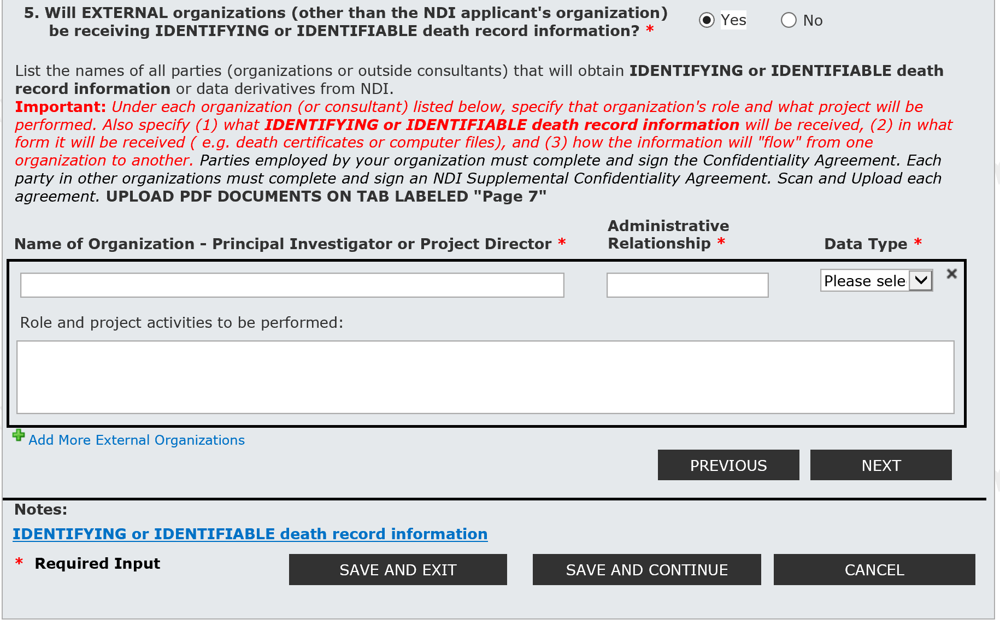 5. Will EXTERNAL organizations (other than the NDI applicant's organization)
be receiving IDENTIFYING or IDENTIFIABLE death record information? *
Yes No
List the names of all parties (organizations or outside consultants) that will obtain IDENTIFYING or IDENTIFIABLE death
record information or data derivatives from NDI.
Important: Under each organization (or consultant) listed below, specify that organization's role and what project will be
performed. Also specify (1) what IDENTIFYING or IDENTIFIABLE death record information will be received, (2) in what
form it will be received ( e.g. death certificates or computer files), and (3) how the information will "flow" from one
organization to another. Parties employed by your organization must complete and sign the Confidentiality Agreement. Each
party in other organizations must complete and sign an NDI Supplemental Confidentiality Agreement. Scan and Upload each
agreement. UPLOAD PDF DOCUMENTS ON TAB LABELED "Page 7"
Name of Organization - Principal Investigator or Project Director *
Administrative
Relationship *
Data Type *
Please sele
Role and project activities to be performed:
Add More External Organizations
PREVIOUS NEXT
Notes:
IDENTIFYING or IDENTIFIABLE death record information
* Required Input
SAVE AND EXIT SAVE AND CONTINUE CANCEL